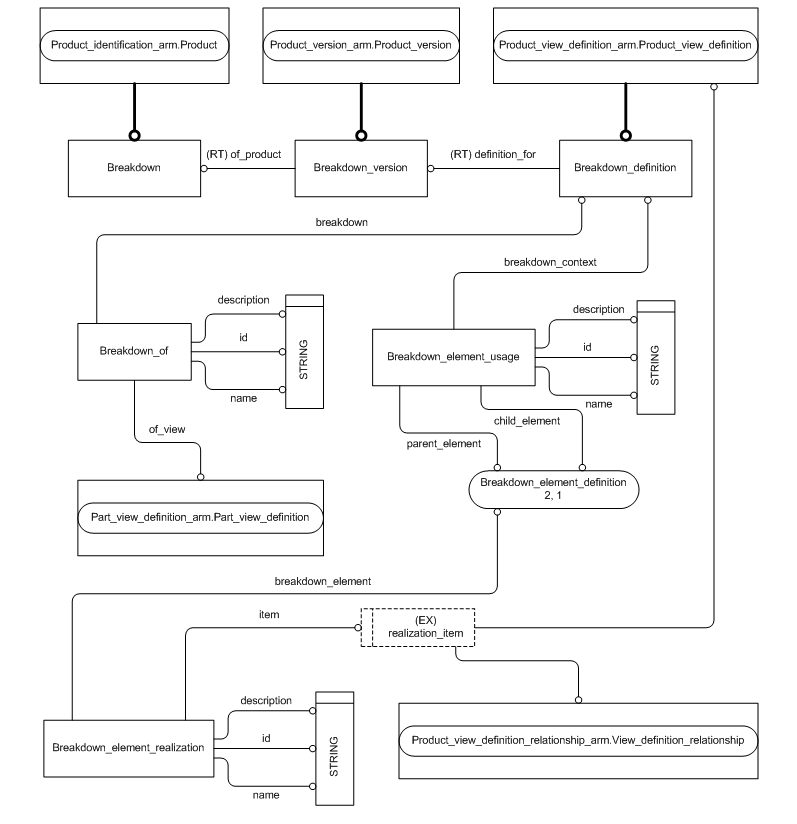 Product_identification_arm.Product
Product_version_arm.Product_version
Product_view_definition_arm.Product_view_definition
Breakdown
(RT) of_product
Breakdown_version
(RT) definition_for
Breakdown_definition
breakdown
breakdown_context
description
id
name
STRING
Breakdown_of
description
id
name
STRING
Breakdown_element_usage
of_view
child_element
parent_element
Breakdown_element_definition
2, 1
Part_view_definition_arm.Part_view_definition
breakdown_element
item
(EX)
realization_item
description
id
name
STRING
Breakdown_element_realization
Product_view_definition_relationship_arm.View_definition_relationship